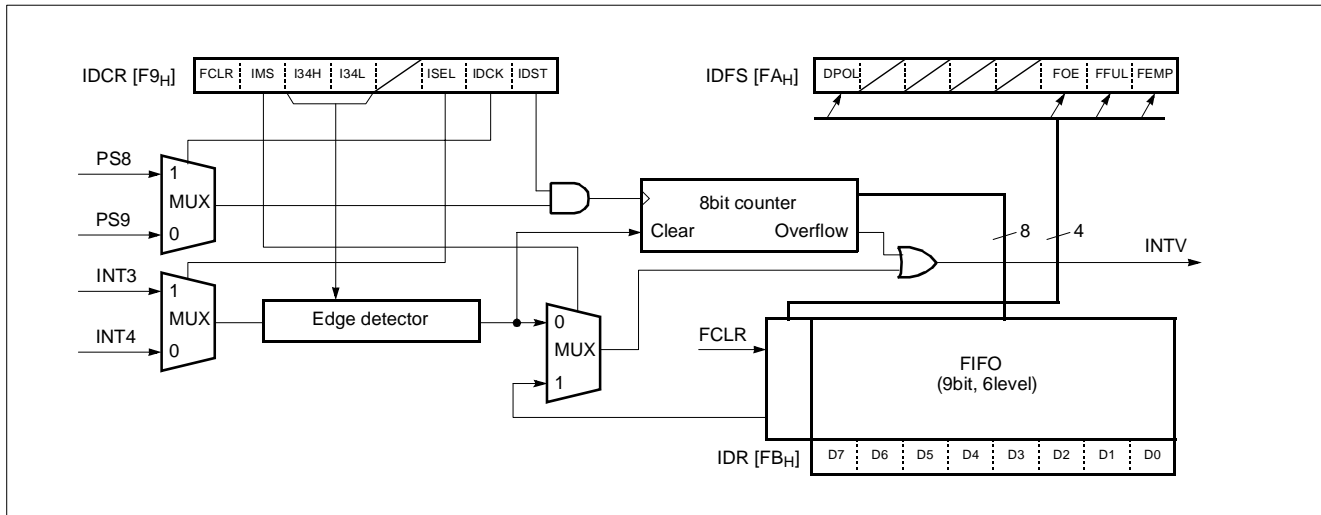 IDCR [F9H]
FCLR IMS I34H I34L ISEL IDCK IDST
IDFS [FAH]
DPOL FOE FFUL FEMP
PS8
1
MUX
PS9
0
8bit counter
Clear Overflow
8
4
INTV
INT3
1
MUX
INT4
0
Edge detector
0
MUX
1
FCLR
FIFO
(9bit, 6level)
IDR [FBH]
D7 D6 D5 D4 D3 D2 D1 D0